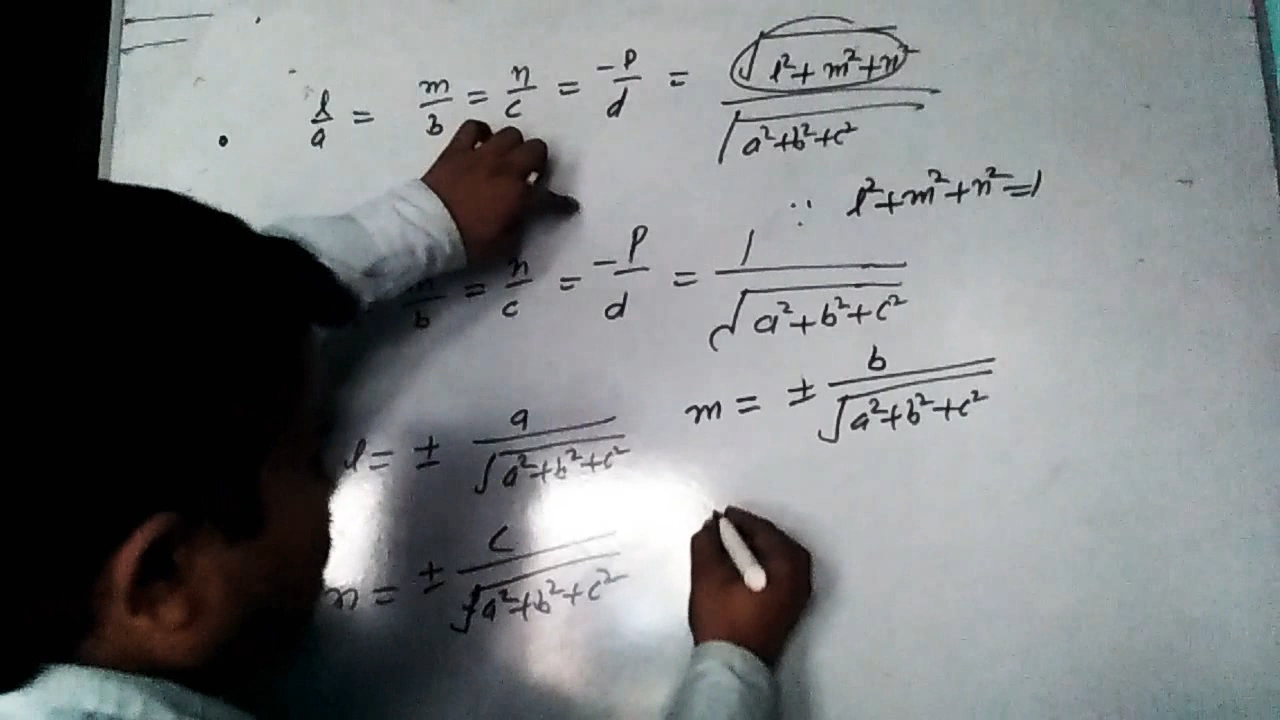 l/a = m/b = n/c = -p/d = √(l²+m²+n²)/√(a²+b²+c²)
∵ l²+m²+n²=1
m/b = n/c = -p/d = 1/√(a²+b²+c²)
l = ± a/√(a²+b²+c²) m = ± b/√(a²+b²+c²)
n = ± c/√(a²+b²+c²)